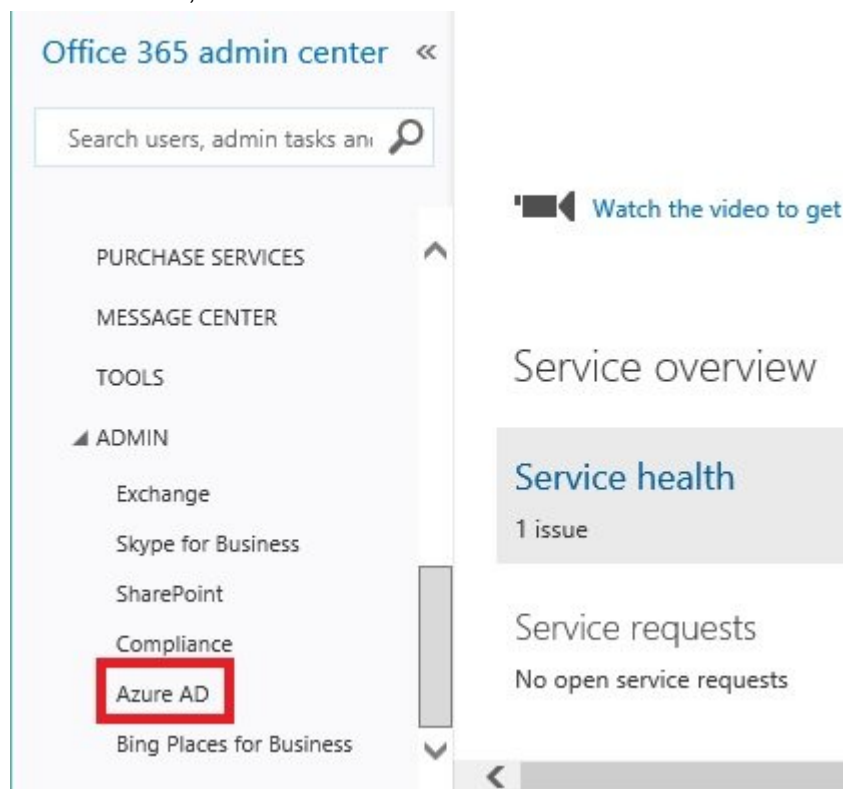 Office 365 admin center «
Search users, admin tasks an
PURCHASE SERVICES
MESSAGE CENTER
TOOLS
ADMIN
Exchange
Skype for Business
SharePoint
Compliance
Azure AD
Bing Places for Business
Watch the video to get
Service overview
Service health
1 issue
Service requests
No open service requests